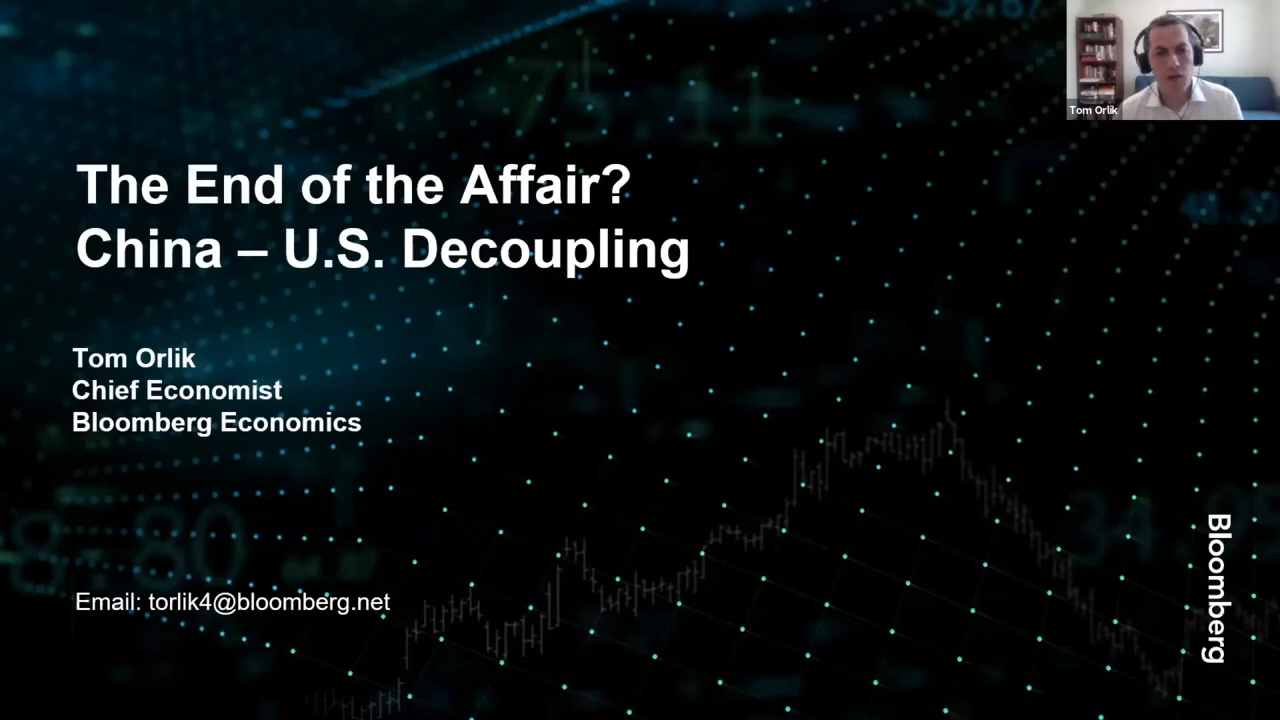 Tom Orlik
The End of the Affair?
China – U.S. Decoupling
Tom Orlik
Chief Economist
Bloomberg Economics
Email: torlik4@bloomberg.net
Bloomberg